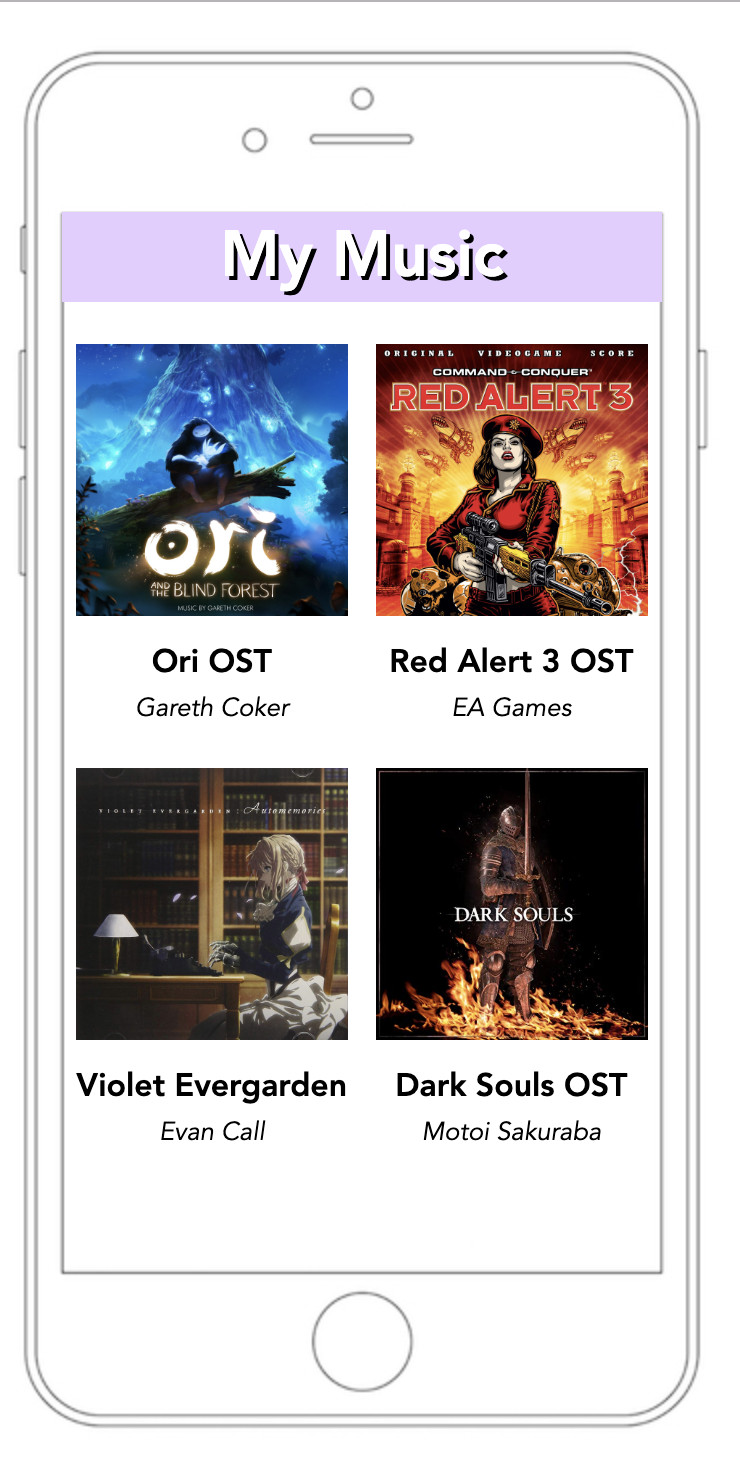 My Music
ORIGINAL VIDEOGAME SCORE
COMMAND & CONQUER
RED ALERT 3
ori
AND THE BLIND FOREST
MUSIC BY GARETH COKER
Ori OST
Red Alert 3 OST
Gareth Coker
EA Games
VIOLET EVERGARDEN : Automemories
DARK SOULS
Violet Evergarden
Dark Souls OST
Evan Call
Motoi Sakuraba